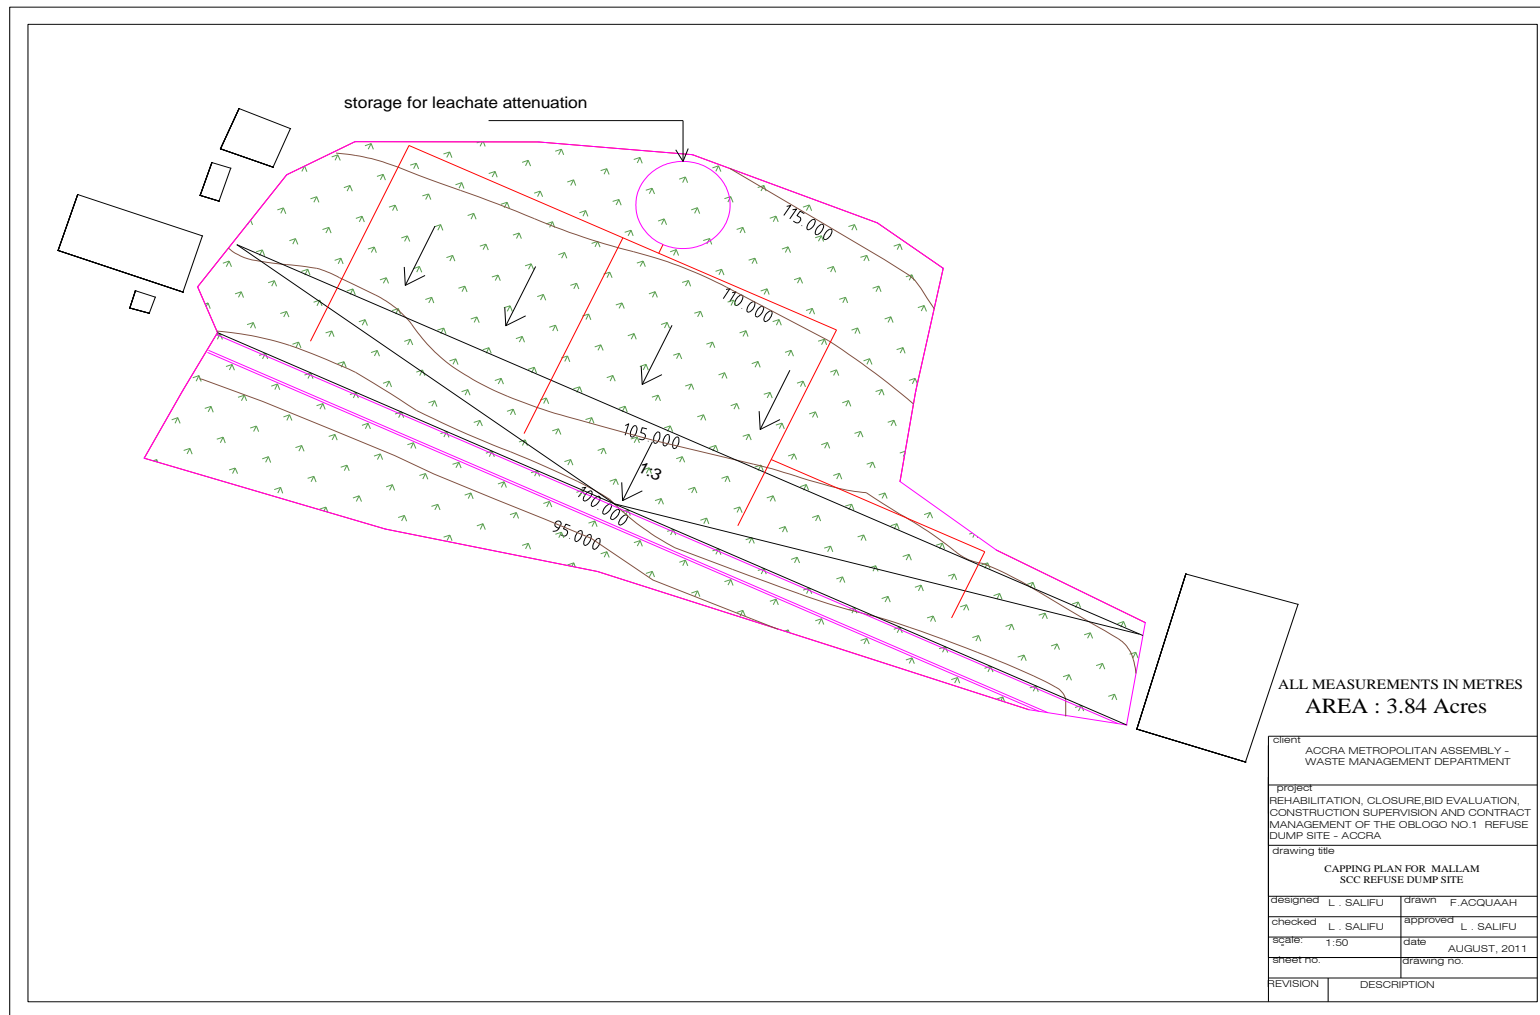 storage for leachate attenuation
115.000
110.000
105.000
1:3
100.000
95.000
ALL MEASUREMENTS IN METRES
AREA : 3.84 Acres
client
ACCRA METROPOLITAN ASSEMBLY -
WASTE MANAGEMENT DEPARTMENT
project
REHABILITATION, CLOSURE,BID EVALUATION,
CONSTRUCTION SUPERVISION AND CONTRACT
MANAGEMENT OF THE OBLOGO NO.1 REFUSE
DUMP SITE - ACCRA
drawing title
CAPPING PLAN FOR MALLAM
SCC REFUSE DUMP SITE
designed L . SALIFU drawn F.ACQUAAH
checked L . SALIFU approved L . SALIFU
scale: 1:50 date AUGUST, 2011
sheet no. drawing no.
REVISION DESCRIPTION